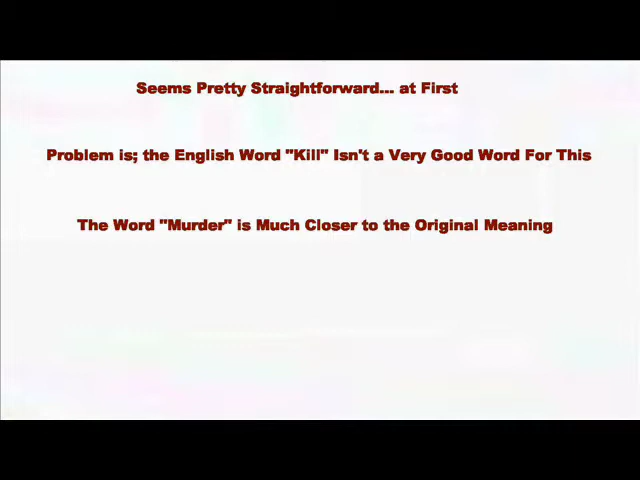 Seems Pretty Straightforward... at First
Problem is; the English Word "Kill" Isn't a Very Good Word For This
The Word "Murder" is Much Closer to the Original Meaning